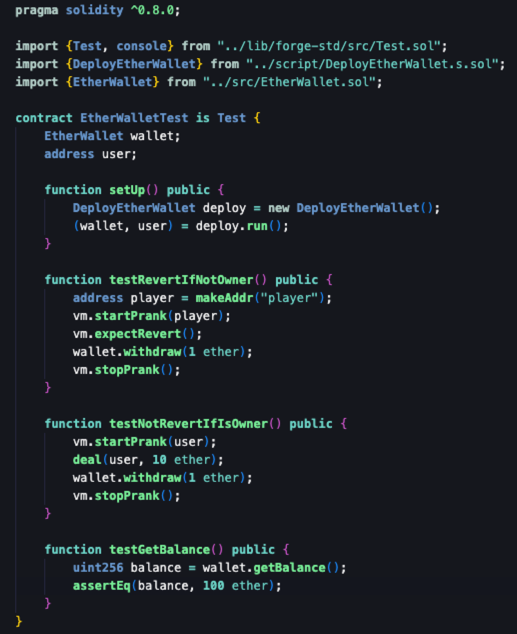 pragma solidity ^0.8.0;
import {Test, console} from "../lib/forge-std/src/Test.sol";
import {DeployEtherWallet} from "../script/DeployEtherWallet.s.sol";
import {EtherWallet} from "../src/EtherWallet.sol";
contract EtherWalletTest is Test {
    EtherWallet wallet;
    address user;
    function setUp() public {
        DeployEtherWallet deploy = new DeployEtherWallet();
        (wallet, user) = deploy.run();
    }
    function testRevertIfNotOwner() public {
        address player = makeAddr("player");
        vm.startPrank(player);
        vm.expectRevert();
        wallet.withdraw(1 ether);
        vm.stopPrank();
    }
    function testNotRevertIfIsOwner() public {
        vm.startPrank(user);
        deal(user, 10 ether);
        wallet.withdraw(1 ether);
        vm.stopPrank();
    }
    function testGetBalance() public {
        uint256 balance = wallet.getBalance();
        assertEq(balance, 100 ether);
    }
}